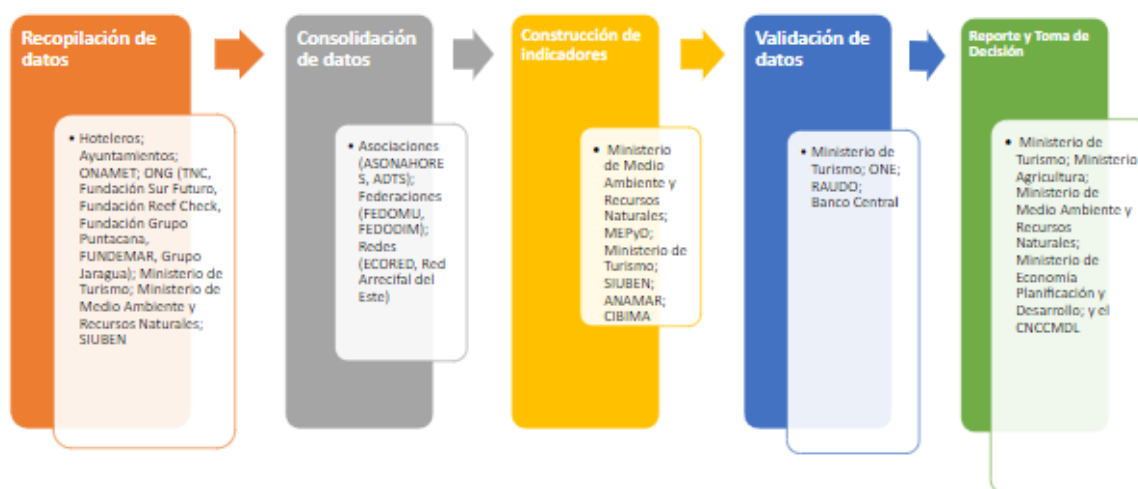 Recopilación de
datos
• Hoteleros;
Ayuntamientos;
ONAMET; ONG (TNC,
Fundación Sur Futuro,
Fundación Reef Check,
Fundación Grupo
Puntacana,
FUNDEMAR, Grupo
Jaragua); Ministerio de
Turismo; Ministerio de
Medio Ambiente y
Recursos Naturales;
SIUBEN
Consolidación
de datos
• Asociaciones
(ASONAHORE
S, ADTS);
Federaciones
(FEDOMU,
FEDODIM);
Redes
(ECORED, Red
Arrecifal del
Este)
Construcción de
indicadores
• Ministerio
de Medio
Ambiente y
Recursos
Naturales;
MEPyD;
Ministerio de
Turismo;
SIUBEN;
ANAMAR;
CIBIMA
Validación de
datos
• Ministerio de
Turismo; ONE;
RAUDO;
Banco Central
Reporte y Toma de
Decisión
• Ministerio de
Turismo; Ministerio
Agricultura;
Ministerio de
Medio Ambiente y
Recursos
Naturales;
Ministerio de
Economía
Planificación y
Desarrollo; y el
CNCCMDL